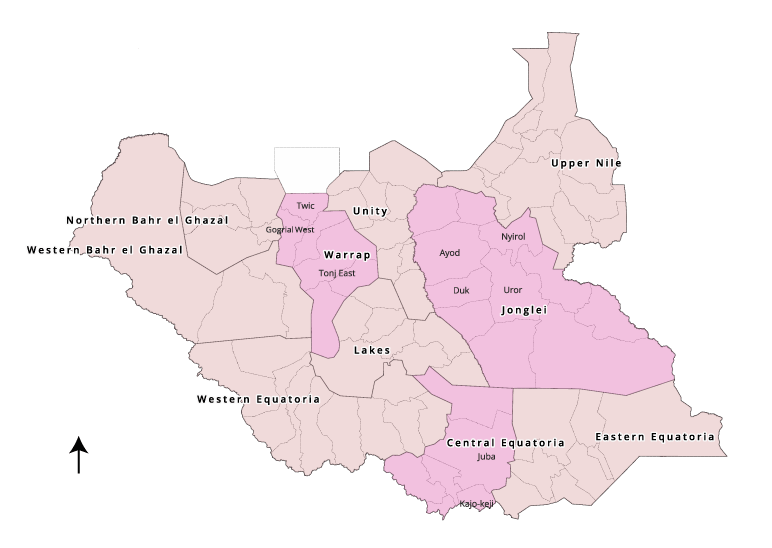 Upper Nile
Twic
Unity
Northern Bahr el Ghazal
Gogrial West
Nyirol
Western Bahr el Ghazal
Warrap
Ayod
Tonj East
Duk
Uror
Jonglei
Lakes
Western Equatoria
Eastern Equatoria
Central Equatoria
Juba
Kajo-keji